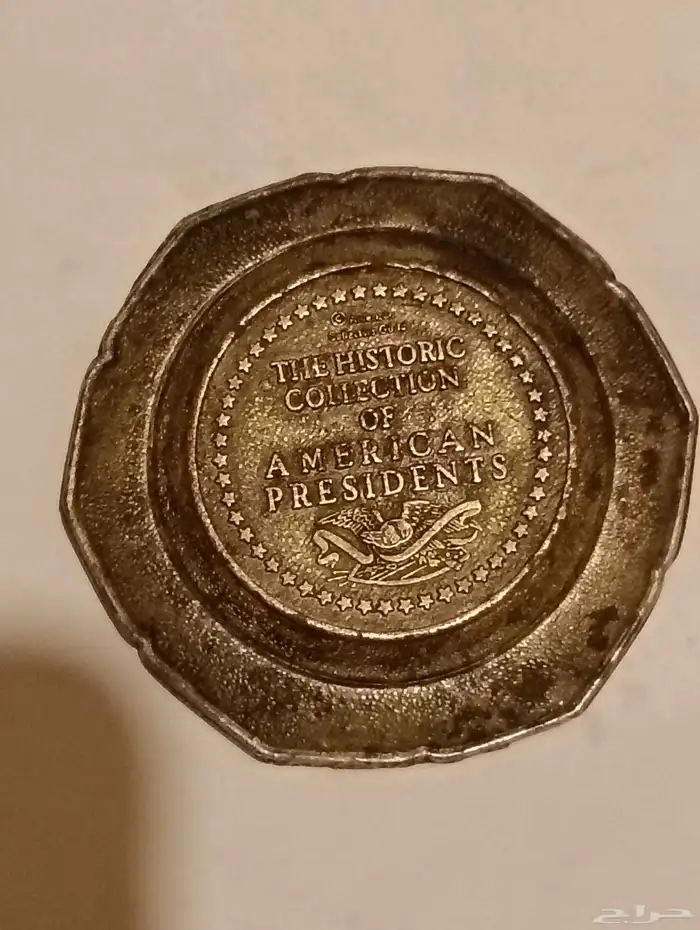 ©
THE HISTORIC
COLLECTION
OF
AMERICAN
PRESIDENTS
حراج